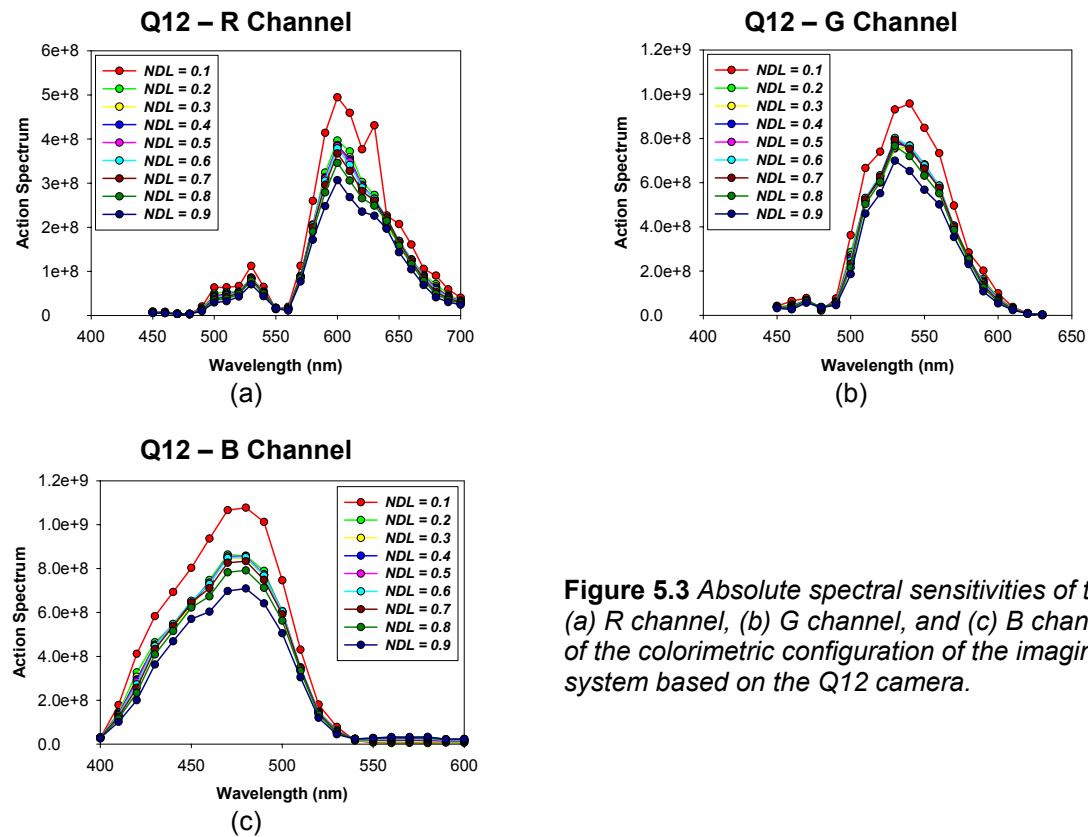 Q12 – R Channel
6e+8
5e+8
4e+8
3e+8
2e+8
1e+8
0.0
Action Spectrum
NDL = 0.1
NDL = 0.2
NDL = 0.3
NDL = 0.4
NDL = 0.5
NDL = 0.6
NDL = 0.7
NDL = 0.8
NDL = 0.9
400 450 500 550 600 650 700
Wavelength (nm)
(a)
Q12 – G Channel
1.2e+9
1.0e+9
8.0e+8
6.0e+8
4.0e+8
2.0e+8
0.0
Action Spectrum
NDL = 0.1
NDL = 0.2
NDL = 0.3
NDL = 0.4
NDL = 0.5
NDL = 0.6
NDL = 0.7
NDL = 0.8
NDL = 0.9
400 450 500 550 600 650
Wavelength (nm)
(b)
Q12 – B Channel
1.2e+9
1.0e+9
8.0e+8
6.0e+8
4.0e+8
2.0e+8
0.0
Action Spectrum
NDL = 0.1
NDL = 0.2
NDL = 0.3
NDL = 0.4
NDL = 0.5
NDL = 0.6
NDL = 0.7
NDL = 0.8
NDL = 0.9
400 450 500 550 600
Wavelength (nm)
(c)
Figure 5.3 Absolute spectral sensitivities of
(a) R channel, (b) G channel, and (c) B
of the colorimetric configuration of the
system based on the Q12 camera.